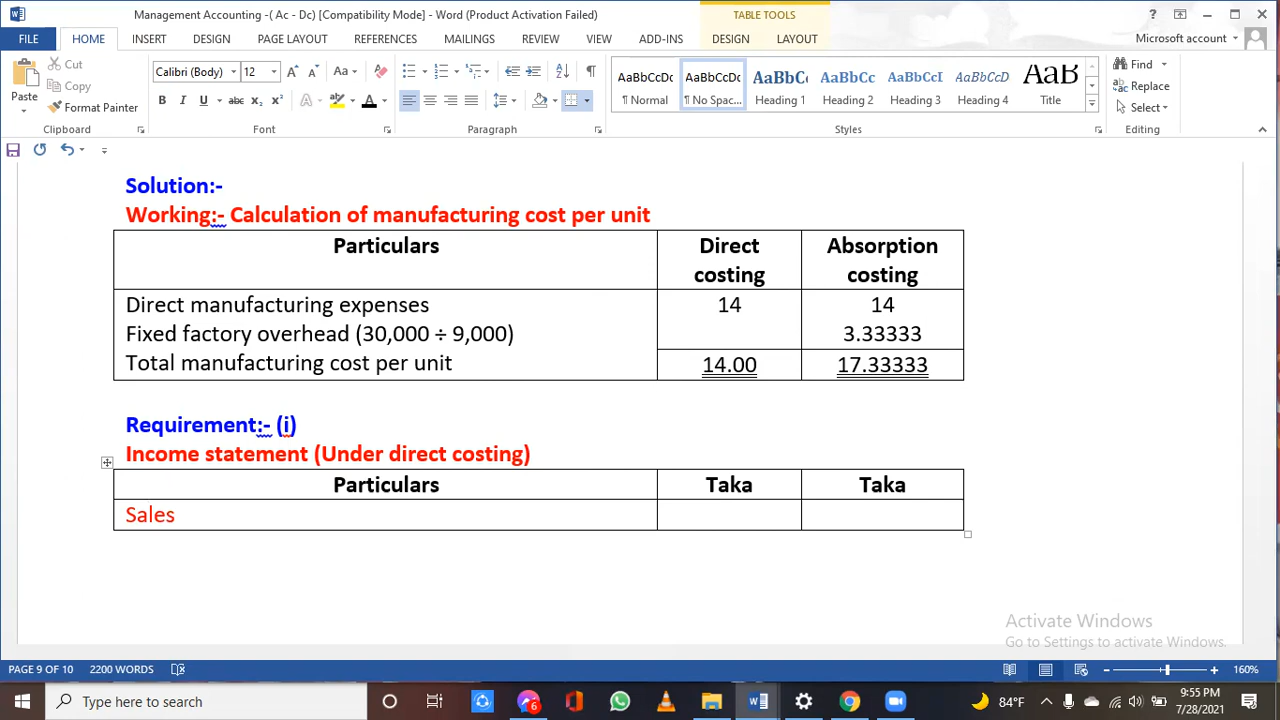 Management Accounting -( Ac - Dc) [Compatibility Mode] - Word (Product Activation Failed)
TABLE TOOLS
FILE HOME INSERT DESIGN PAGE LAYOUT REFERENCES MAILINGS REVIEW VIEW ADD-INS DESIGN LAYOUT
Microsoft account
Paste
Cut
Copy
Format Painter
Clipboard
Calibri (Body) 12
Font
Paragraph
AaBbCcDc AaBbCcDc AaBbCc AaBbCcDc AaBbCcI AaBbCcD AaB
¶ Normal ¶ No Spac... Heading Heading 2 Heading 3 Heading 4 Title
Styles
Find
Replace
Select
Editing
Solution:-
Working:- Calculation of manufacturing cost per unit
Particulars Direct costing Absorption costing
Direct manufacturing expenses 14 14
Fixed factory overhead (30,000 ÷ 9,000) 3.33333
Total manufacturing cost per unit 14.00 17.33333
Requirement:- (i)
Income statement (Under direct costing)
Particulars Taka Taka
Sales
Activate Windows
Go to Settings to activate Windows.
PAGE 9 OF 10 2200 WORDS 160%
Type here to search
6
84°F
9:55 PM
7/28/2021